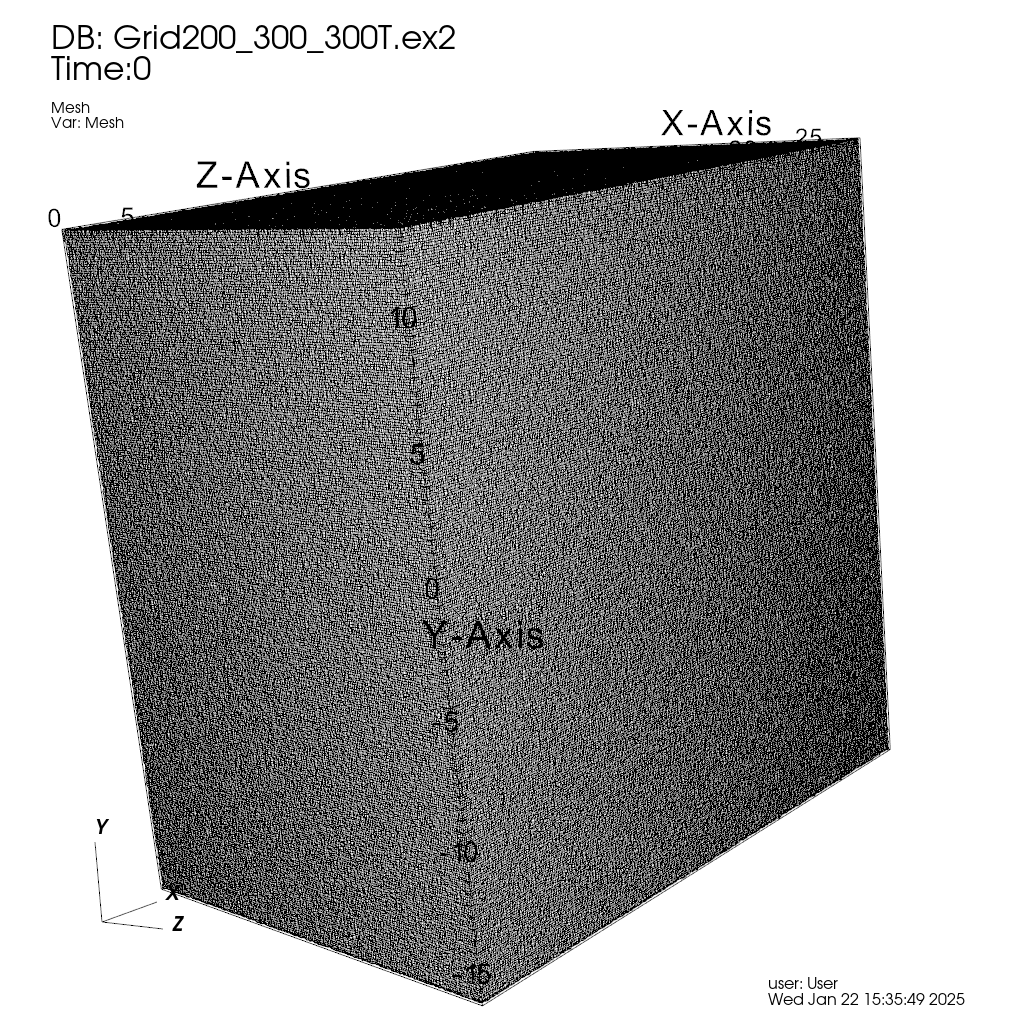 DB: Grid200_300_300T.ex2
Time:0
Mesh
Var: Mesh
X-Axis
25
Z-Axis
0
5
10
5
0
Y-Axis
-5
-10
-15
Y
X
Z
user: User
Wed Jan 22 15:35:49 2025